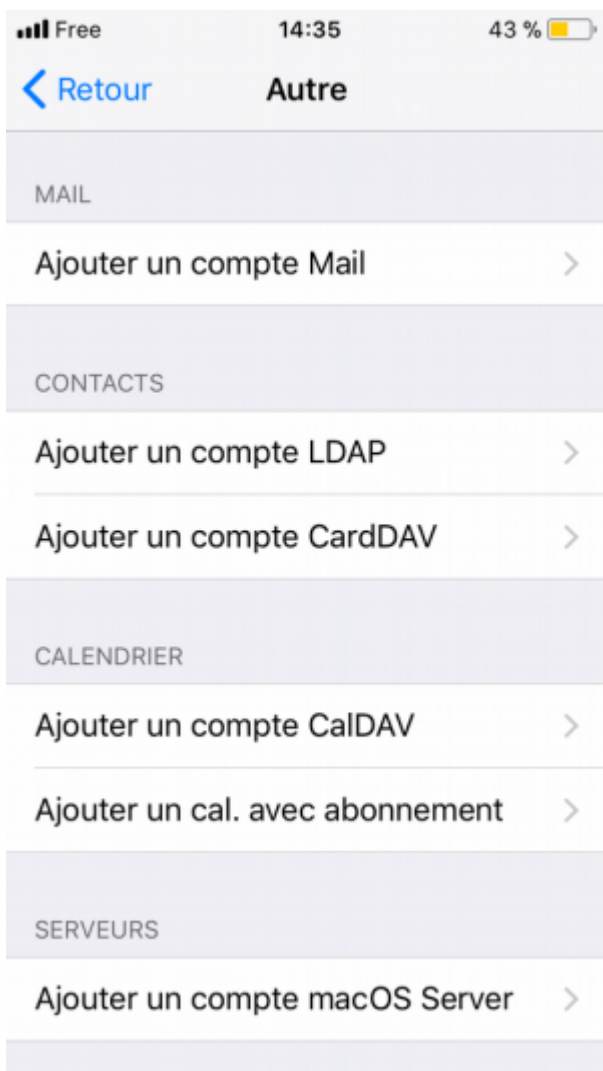 Free 14:35 43 %
Retour Autre
MAIL
Ajouter un compte Mail
CONTACTS
Ajouter un compte LDAP
Ajouter un compte CardDAV
CALENDRIER
Ajouter un compte CalDAV
Ajouter un cal. avec abonnement
SERVEURS
Ajouter un compte macOS Server